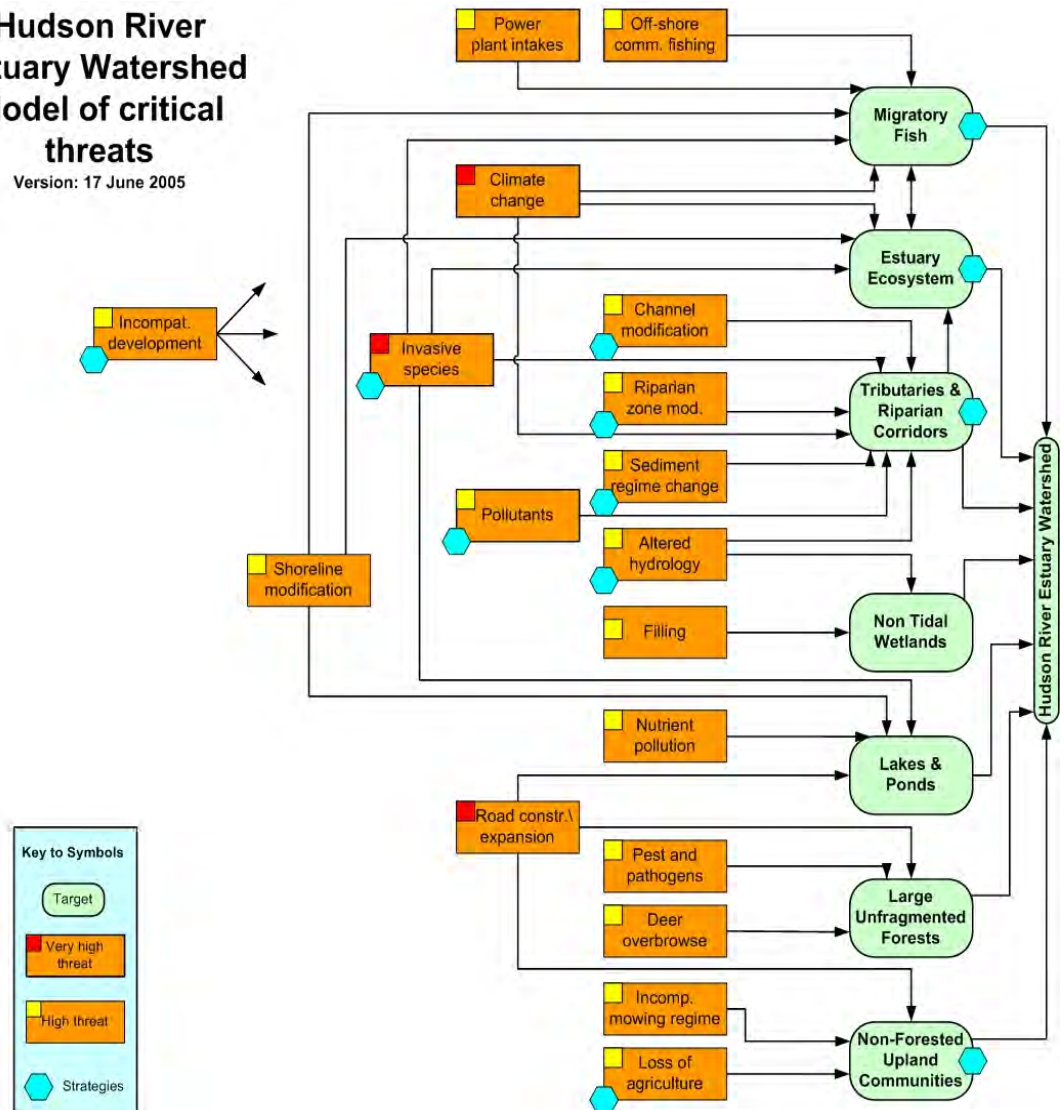 Hudson River
tuary Watershed
odel of critical
threats
Version: 17 June 2005
Power
plant intakes
Off-shore
comm. fishing
Migratory
Fish
Climate
change
Estuary
Ecosystem
Incompat.
development
Channel
modification
Invasive
species
Tributaries &
Riparian
Corridors
Riparian
zone mod.
Sediment
regime change
Pollutants
Altered
hydrology
Shoreline
modification
Non Tidal
Wetlands
Filling
Hudson River Estuary Watershed
Nutrient
pollution
Lakes &
Ponds
Road constr.\
expansion
Pest and
pathogens
Large
Unfragmented
Forests
Deer
overbrowse
Incomp.
mowing regime
Non-Forested
Upland
Communities
Loss of
agriculture
Key to Symbols
Target
Very high
threat
High threat
Strategies